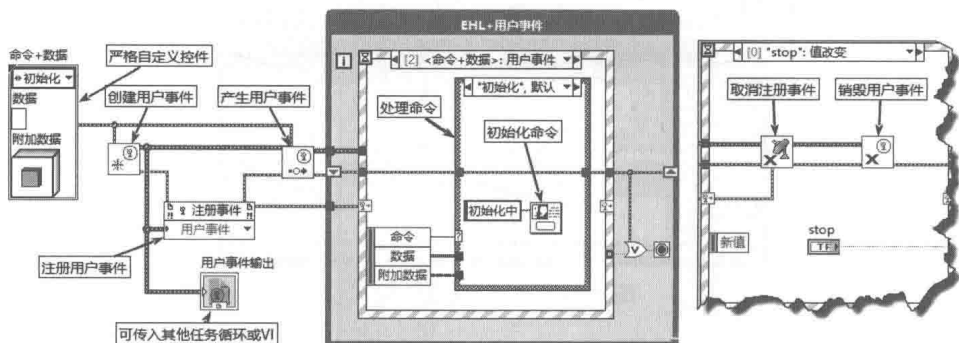 命令+数据
初始化
数据
附加数据
严格自定义控件
创建用户事件
产生用户事件
注册事件
用户事件
注册用户事件
用户事件输出
可传入其他任务循环或VI
EHL+用户事件
i
[2] <命令+数据>: 用户事件
"初始化", 默认
处理命令
初始化命令
初始化中
命令
数据
附加数据
?
V
[0] "stop": 值改变
取消注册事件
销毁用户事件
新值
stop
TF